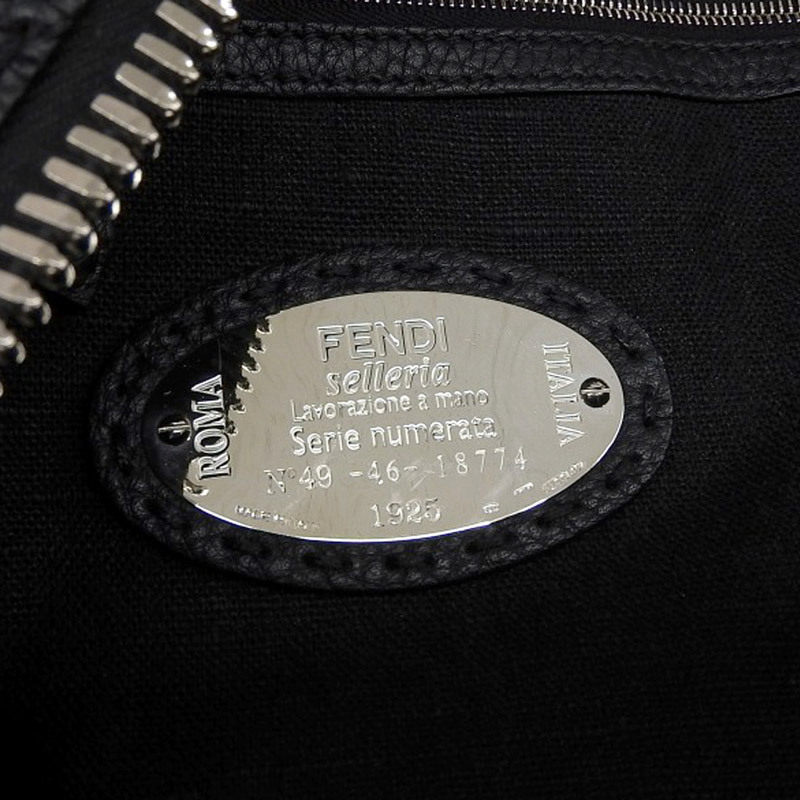 FENDI
selleria
Lavorazione a mano
Serie numerata
N°49 -46- 18774
1925
ROMA
ITALIA